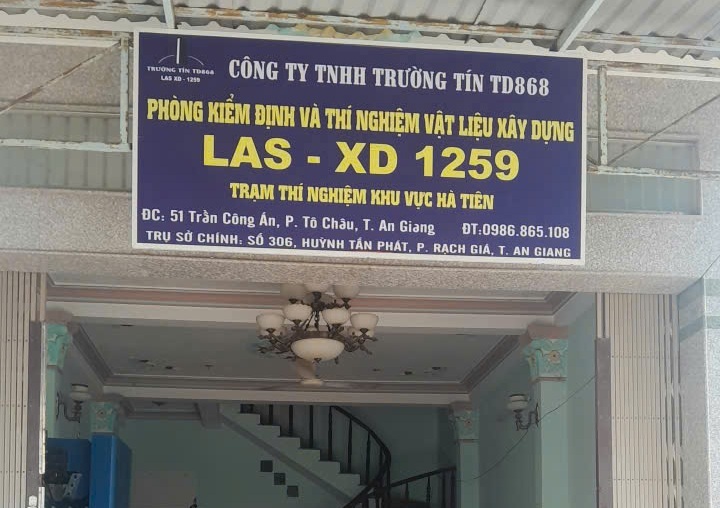 TRƯỜNG TÍN TD868
LAS XD - 1259
CÔNG TY TNHH TRƯỜNG TÍN TD868
PHÒNG KIỂM ĐỊNH VÀ THÍ NGHIỆM VẬT LIỆU XÂY DỰNG
LAS - XD 1259
TRẠM THÍ NGHIỆM KHU VỰC HÀ TIÊN
ĐC: 51 Trần Công Án, P. Tô Châu, T. An Giang ĐT:0986.865.108
TRỤ SỞ CHÍNH: SỐ 306, HUỲNH TẤN PHÁT, P. RẠCH GIÁ, T. AN GIANG